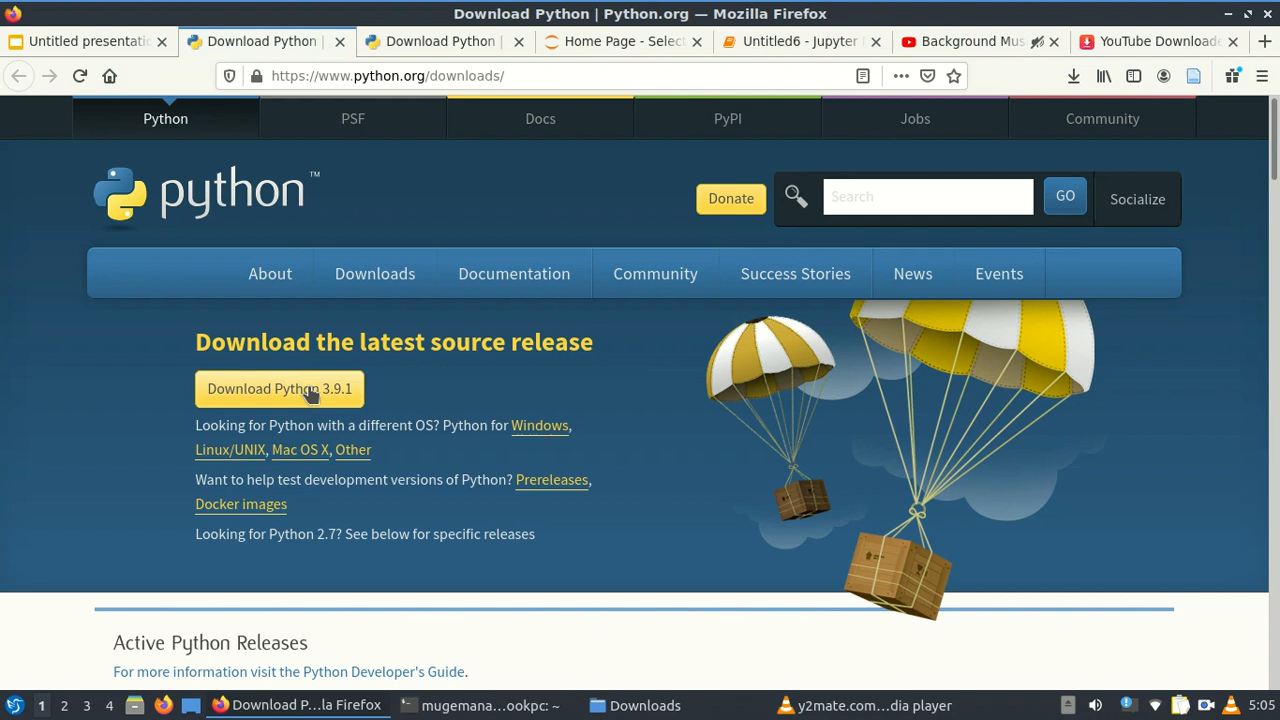 Download Python | Python.org — Mozilla Firefox
Untitled presentati
Download Python |
Download Python |
Home Page - Select
Untitled6 - Jupyter
Background Mus
YouTube Downloade
https://www.python.org/downloads/
Python
PSF
Docs
PyPI
Jobs
Community
python™
Donate
Search
GO
Socialize
About
Downloads
Documentation
Community
Success Stories
News
Events
Download the latest source release
Download Python 3.9.1
Looking for Python with a different OS? Python for Windows,
Linux/UNIX, Mac OS X, Other
Want to help test development versions of Python? Prereleases,
Docker images
Looking for Python 2.7? See below for specific releases
Active Python Releases
For more information visit the Python Developer's Guide.
1 2 3 4
Download P...la Firefox
mugemana...ookpc: ~
Downloads
y2mate.com...dia player
5:05